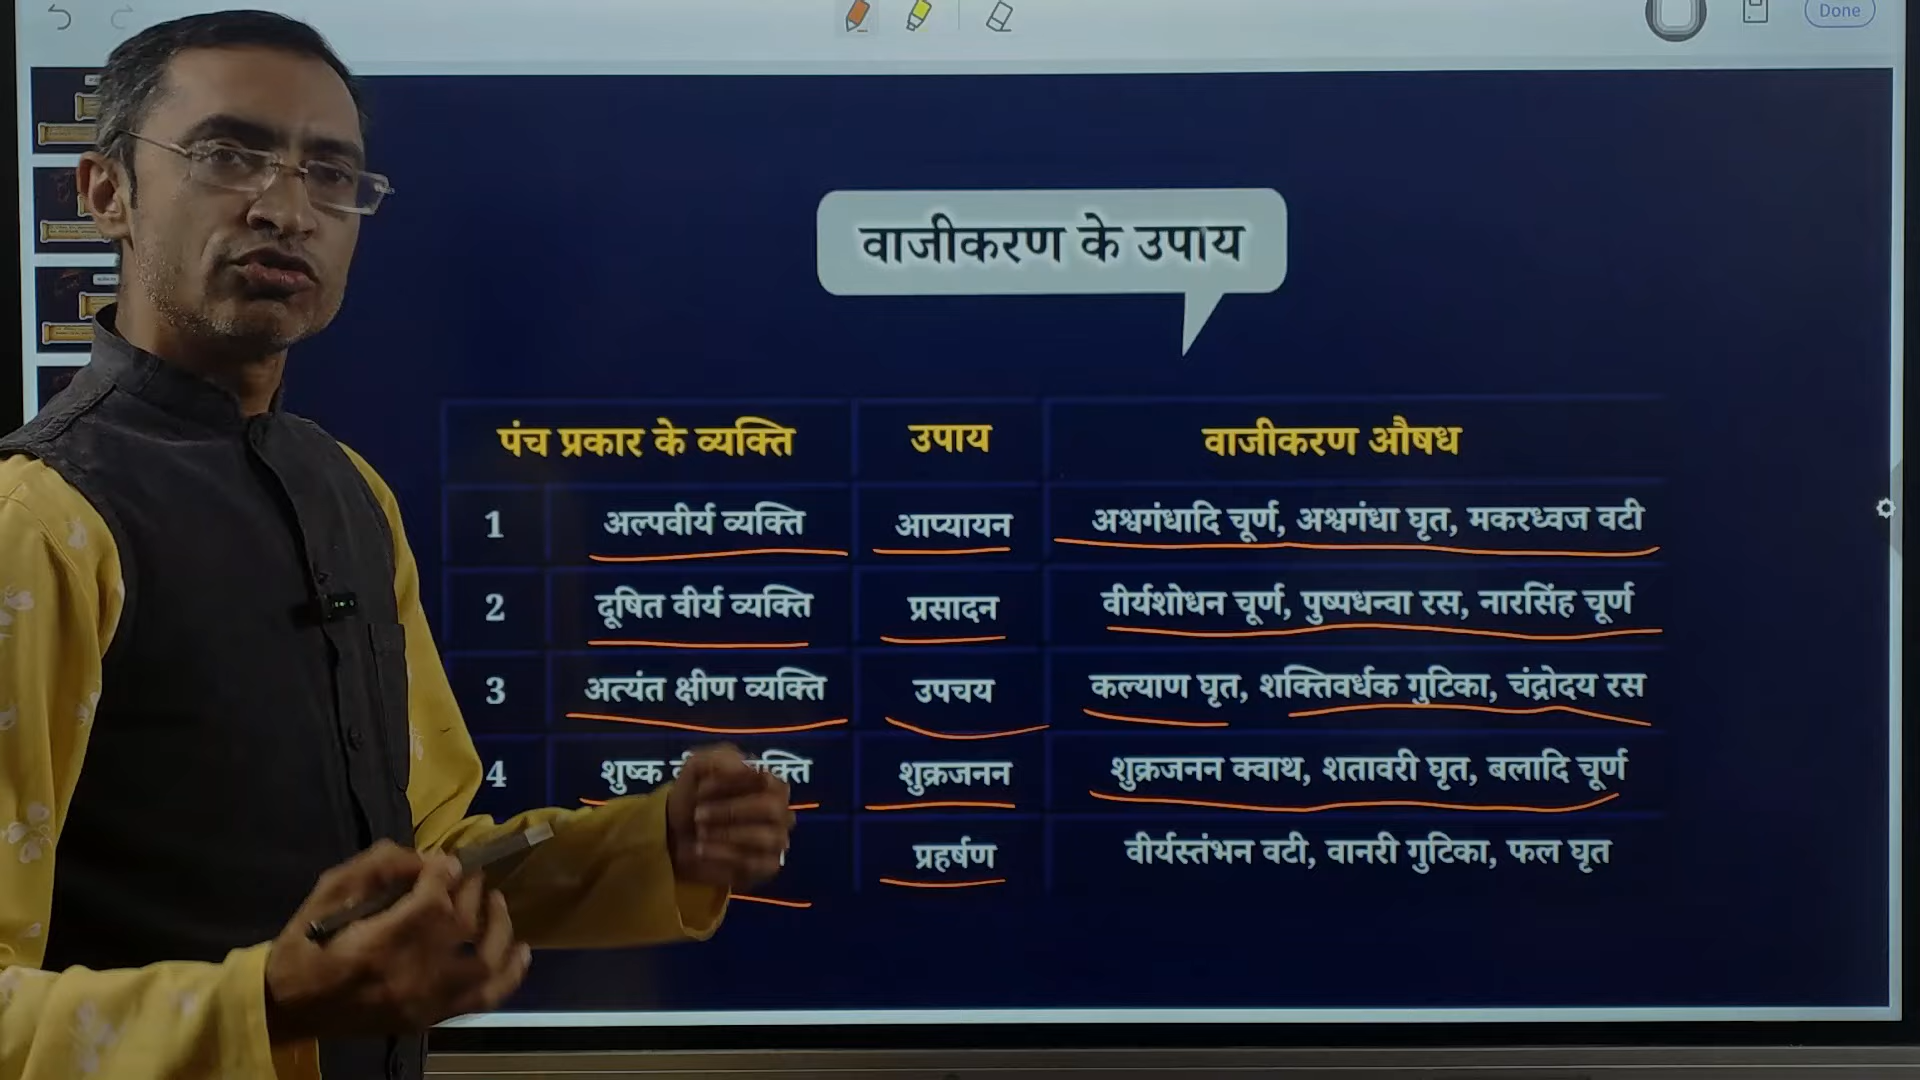 Done
वाजीकरण के उपाय
पंच प्रकार के व्यक्ति उपाय वाजीकरण औषध
1 अल्पवीर्य व्यक्ति आप्यायन अश्वगंधादि चूर्ण, अश्वगंधा घृत, मकरध्वज वटी
2 दूषित वीर्य व्यक्ति प्रसादन वीर्यशोधन चूर्ण, पुष्पधन्वा रस, नारसिंह चूर्ण
3 अत्यंत क्षीण व्यक्ति उपचय कल्याण घृत, शक्तिवर्धक गुटिका, चंद्रोदय रस
4 शुष्क शुक्रजनन शुक्रजनन क्वाथ, शतावरी घृत, बलादि चूर्ण
प्रहर्षण वीर्यस्तंभन वटी, वानरी गुटिका, फल घृत